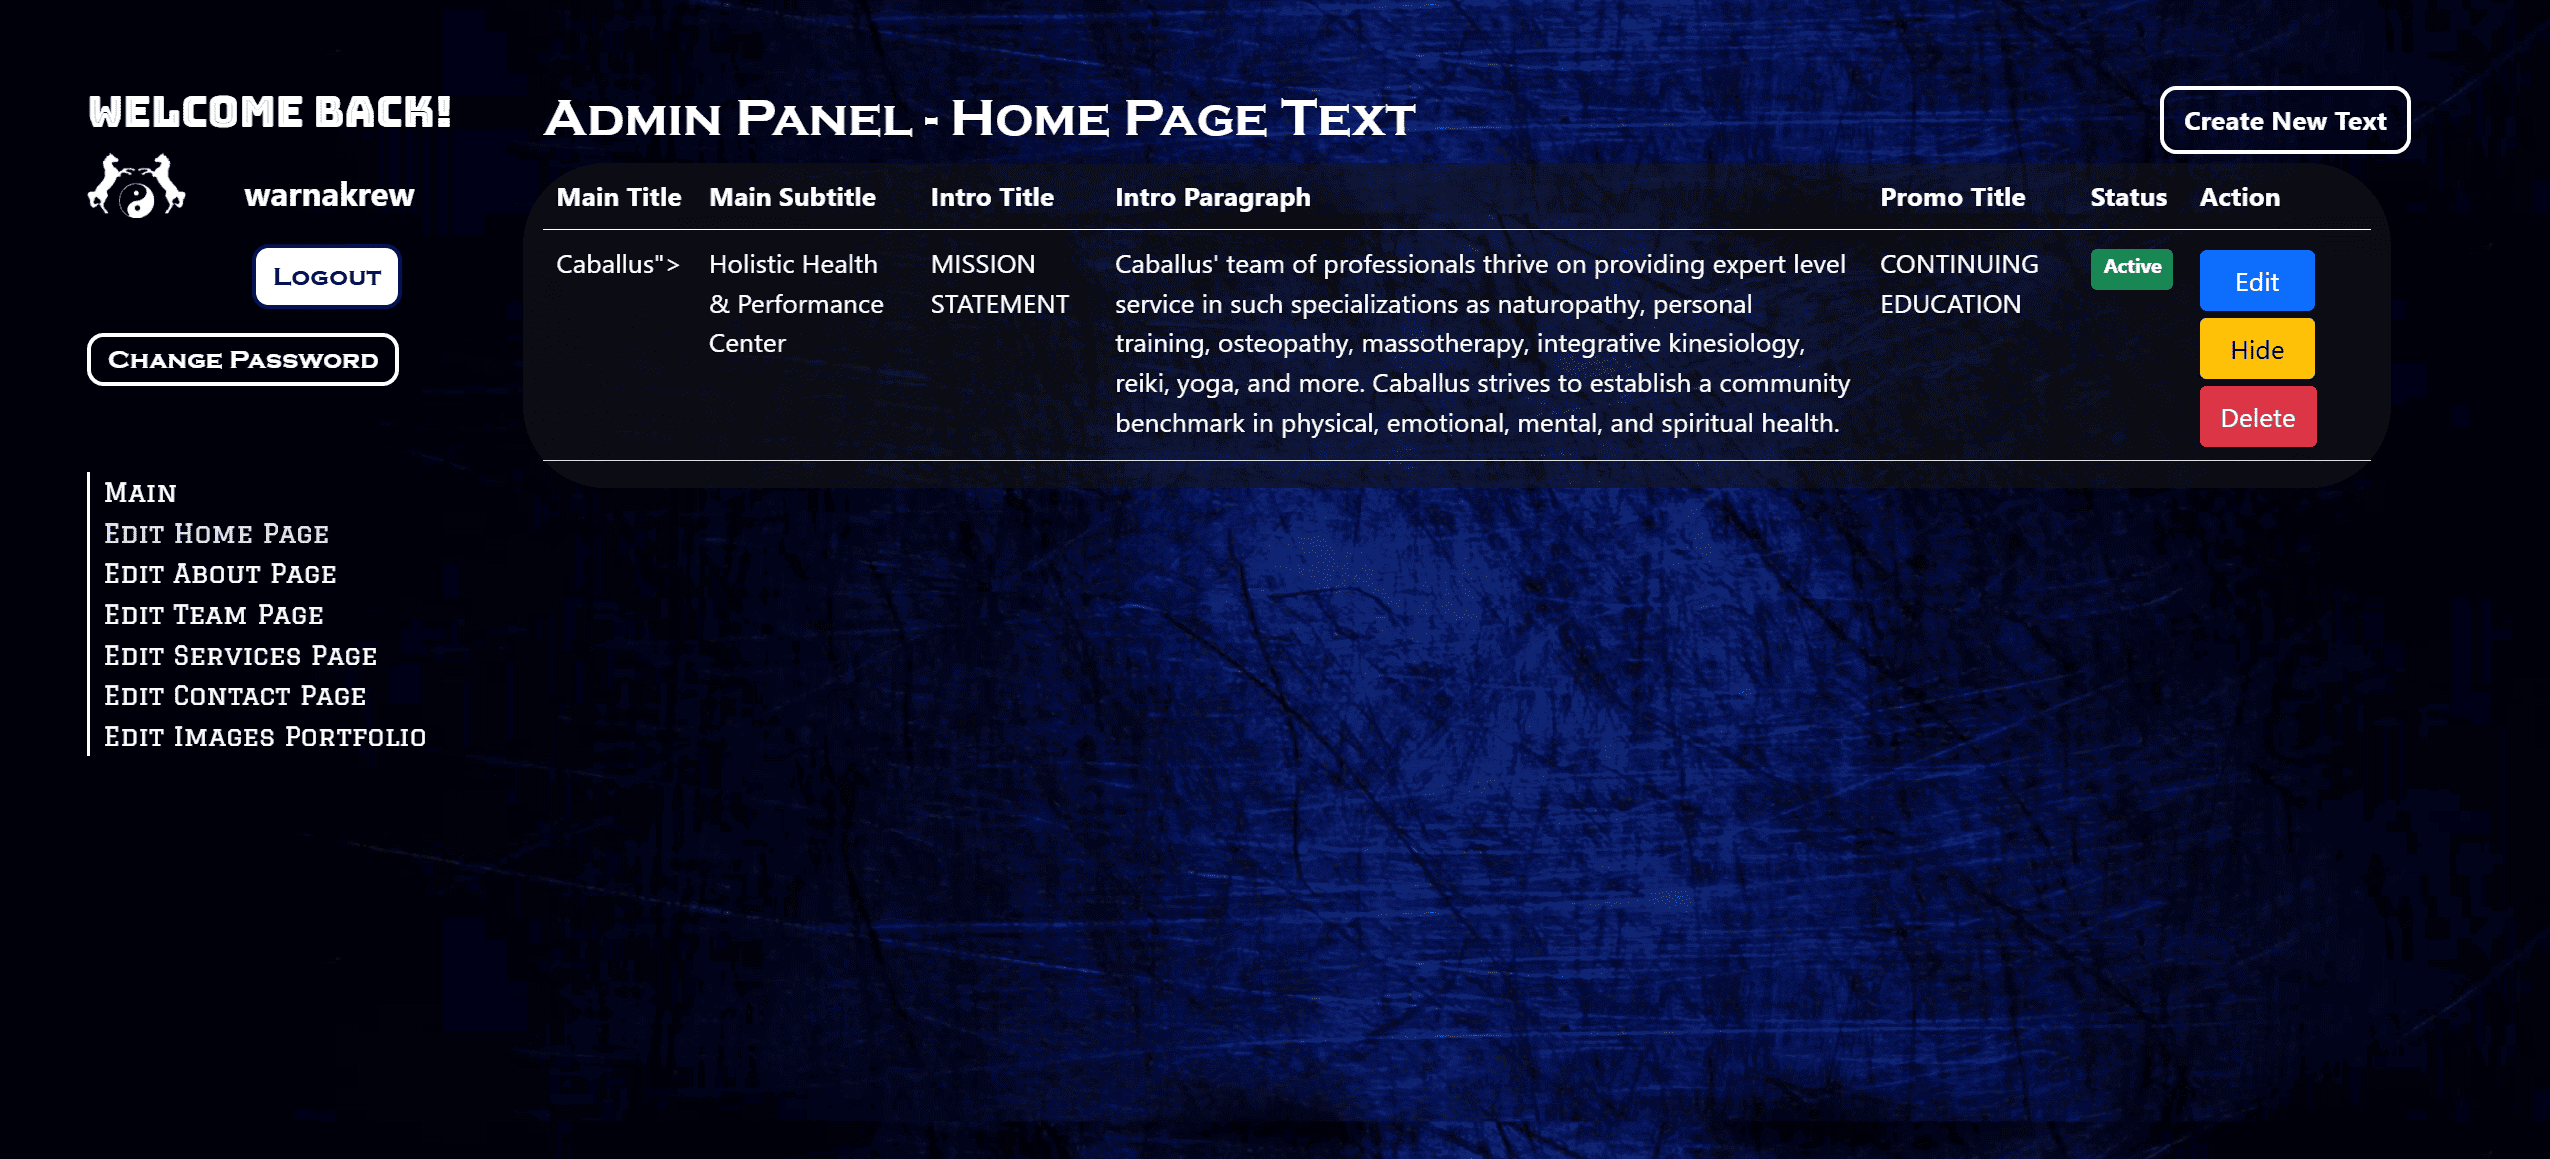 WELCOME BACK!
warnakrew
LOGOUT
CHANGE PASSWORD
MAIN
EDIT HOME PAGE
EDIT ABOUT PAGE
EDIT TEAM PAGE
EDIT SERVICES PAGE
EDIT CONTACT PAGE
EDIT IMAGES PORTFOLIO
ADMIN PANEL - HOME PAGE TEXT
Create New Text
Main Title Main Subtitle Intro Title Intro Paragraph Promo Title Status Action
Caballus">
Holistic Health
& Performance
Center
MISSION
STATEMENT
Caballus' team of professionals thrive on providing expert level
service in such specializations as naturopathy, personal
training, osteopathy, massotherapy, integrative kinesiology,
reiki, yoga, and more. Caballus strives to establish a community
benchmark in physical, emotional, mental, and spiritual health.
CONTINUING
EDUCATION
Active
Edit
Hide
Delete